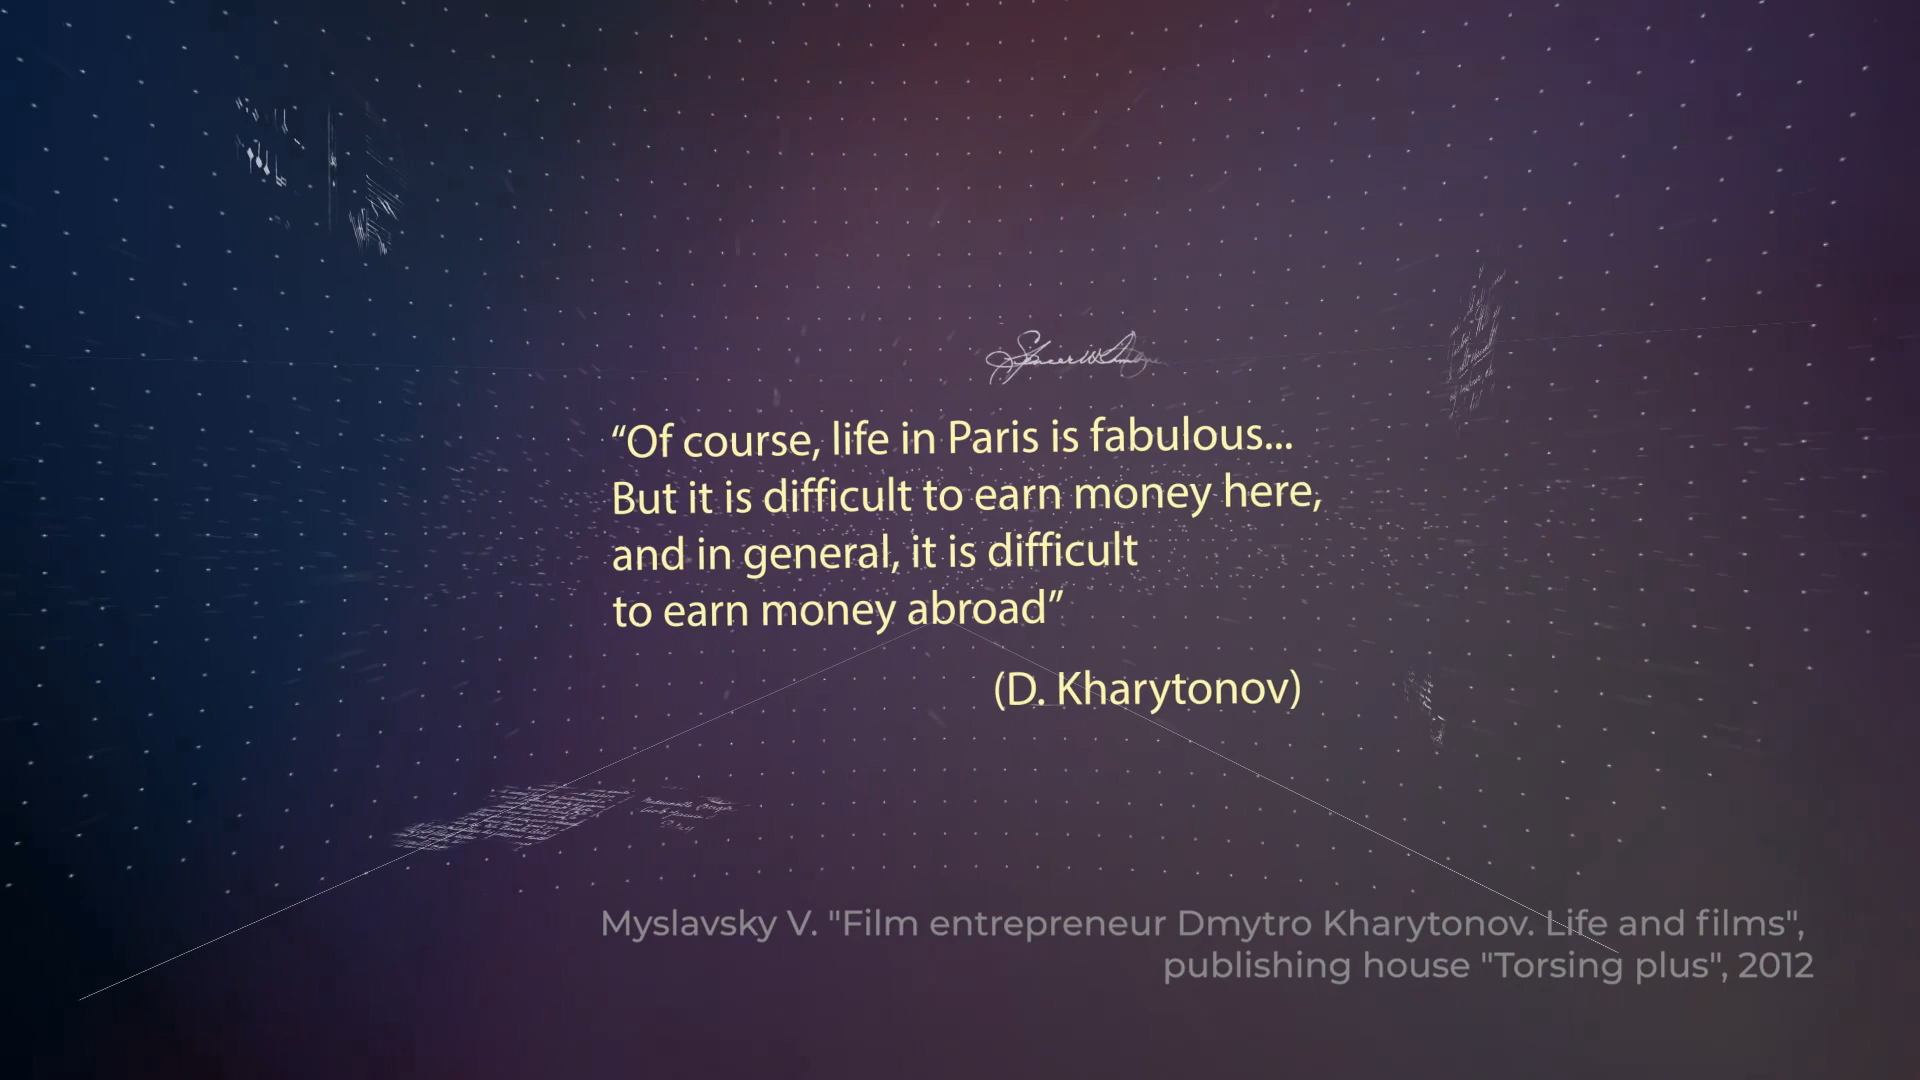 “Of course, life in Paris is fabulous...
But it is difficult to earn money here,
and in general, it is difficult
to earn money abroad”
(D. Kharytonov)
Myslavsky V. "Film entrepreneur Dmytro Kharytonov. Life and films",
publishing house "Torsing plus", 2012